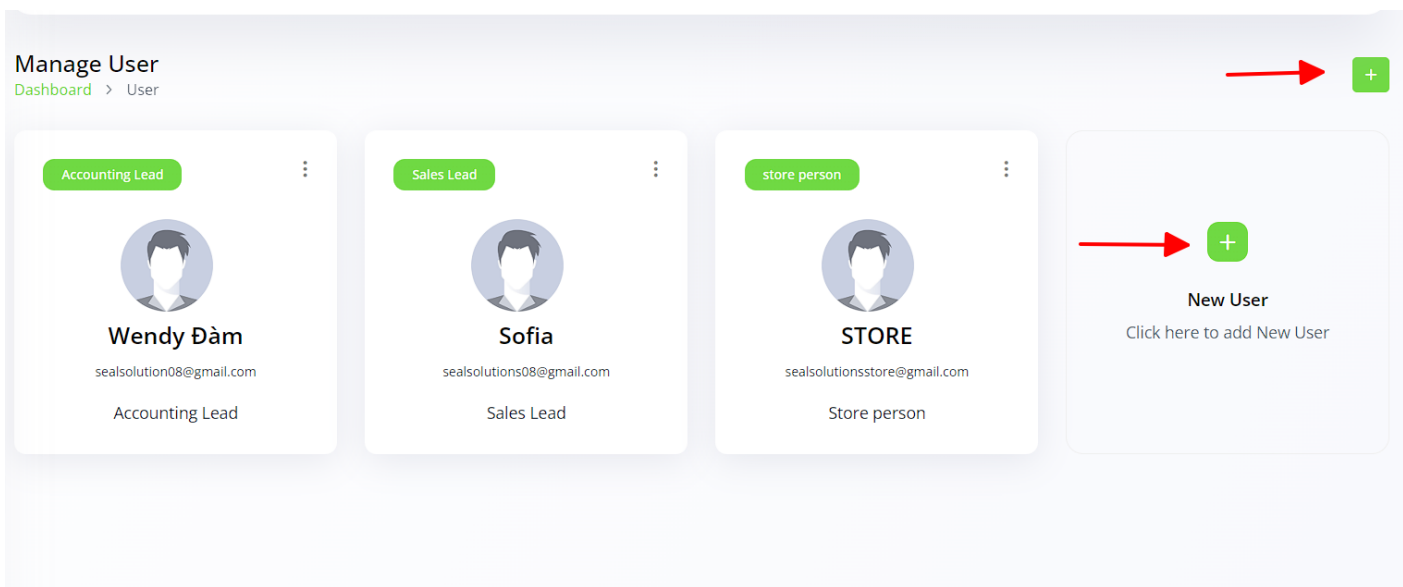 Manage User
Dashboard > User
+
Accounting Lead
Wendy Đàm
sealsolution08@gmail.com
Accounting Lead
Sales Lead
Sofia
sealsolutions08@gmail.com
Sales Lead
store person
STORE
sealsolutionsstore@gmail.com
Store person
+
New User
Click here to add New User